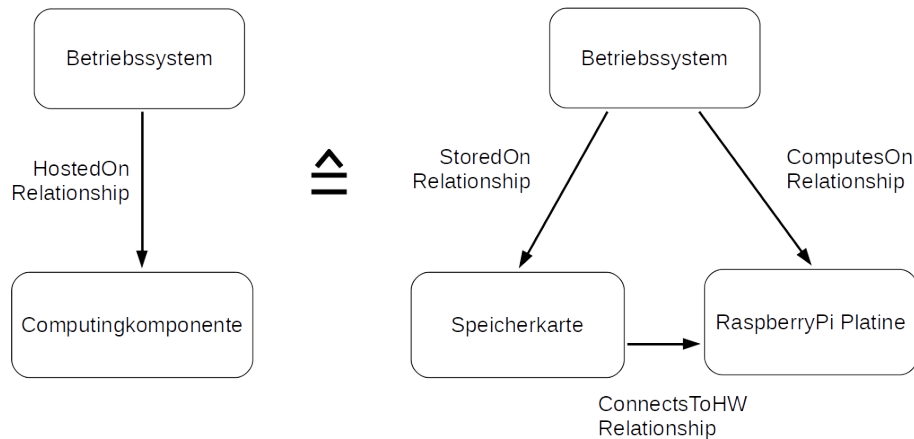 Betriebssystem
HostedOn
Relationship
Computingkomponente
≙
Betriebssystem
StoredOn
Relationship
ComputesOn
Relationship
Speicherkarte
RaspberryPi Platine
ConnectsToHW
Relationship